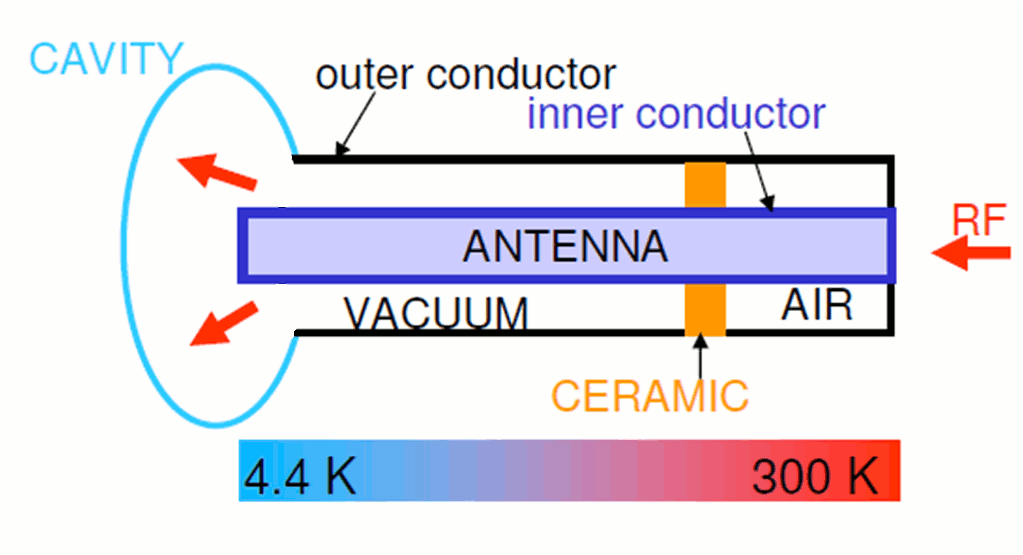 CAVITY
outer conductor
inner conductor
RF
ANTENNA
VACUUM
AIR
CERAMIC
4.4 K
300 K